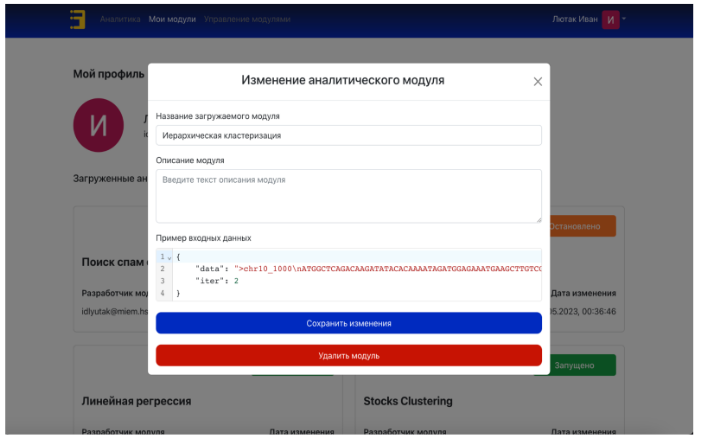 Аналитика Мои модули Управление модулями Лютак Иван И
Мой профиль
Изменение аналитического модуля
И
Название загружаемого модуля
Иерархическая кластеризация
Описание модуля
Загруженные ан
Введите текст описания модуля
Остановлено
Пример входных данных
1 {
2 "data": ">chr10_1000\nATGGCTCAGACAAGATATACACAAAATAGATGGAGAAATGAAGCTTGTCC
3 "iter": 2
4 }
Поиск спам
Разработчик мод
Дата изменения
idlyutak@miem.hs
05.2023, 00:36:46
Сохранить изменения
Удалить модуль
Запущено
Линейная регрессия
Stocks Clustering
Разработчик модуля Дата изменения Разработчик модуля Дата изменения